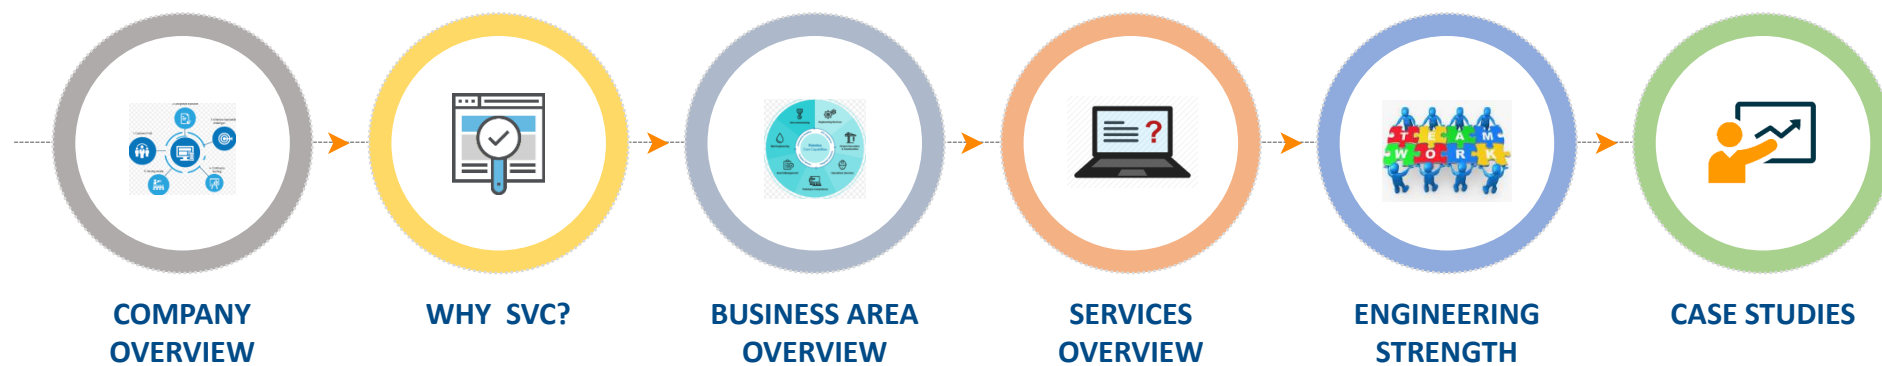 ?
T E A M
W O R K
COMPANY
OVERVIEW
WHY SVC?
BUSINESS AREA
OVERVIEW
SERVICES
OVERVIEW
ENGINEERING
STRENGTH
CASE STUDIES